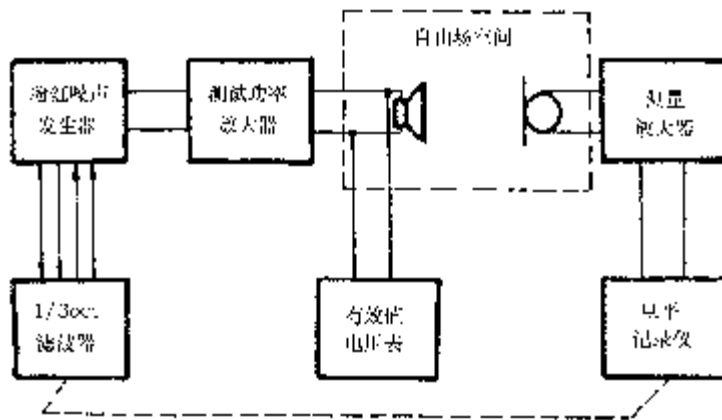 自由场空间
粉红噪声
发生器
测试功率
放大器
测量
放大器
1/3oct
滤波器
有效值
电压表
电平
记录仪